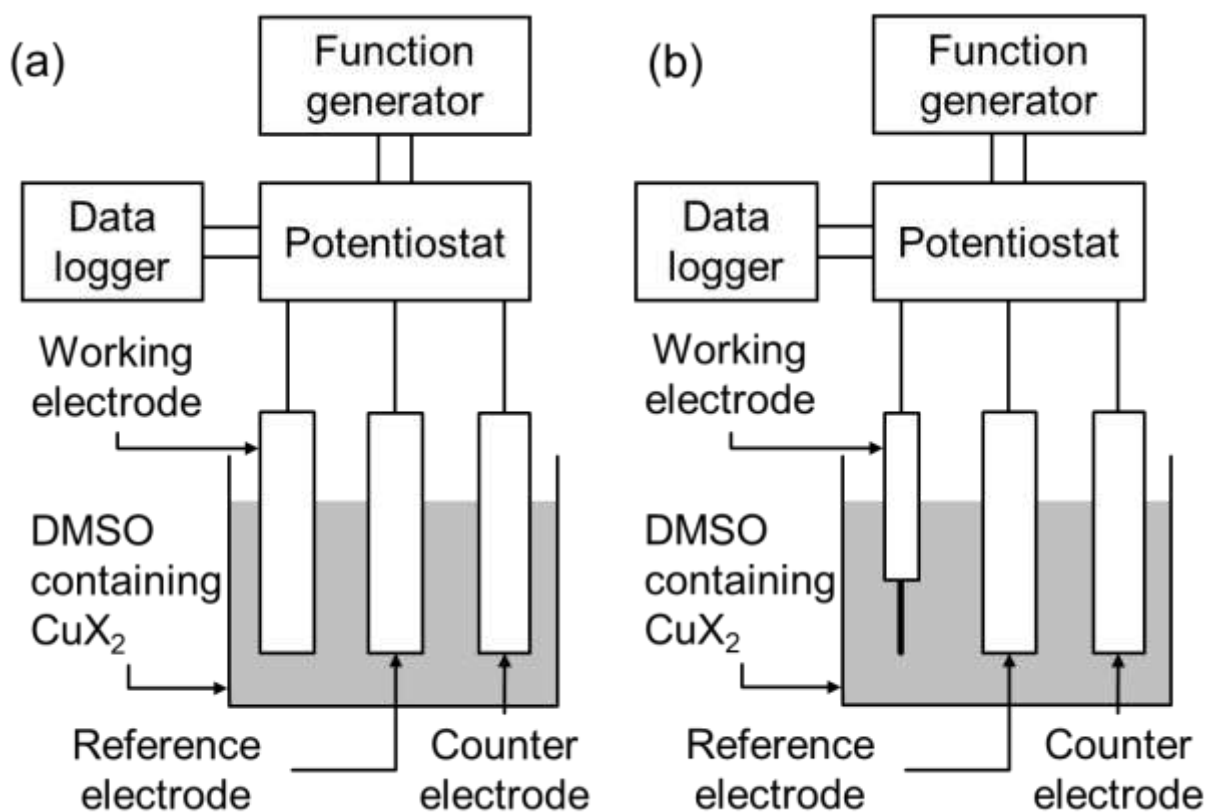 (a)
Function
generator
Data
logger
Potentiostat
Working
electrode
DMSO
containing
CuX₂
Reference
electrode
Counter
electrode
(b)
Function
generator
Data
logger
Potentiostat
Working
electrode
DMSO
containing
CuX₂
Reference
electrode
Counter
electrode